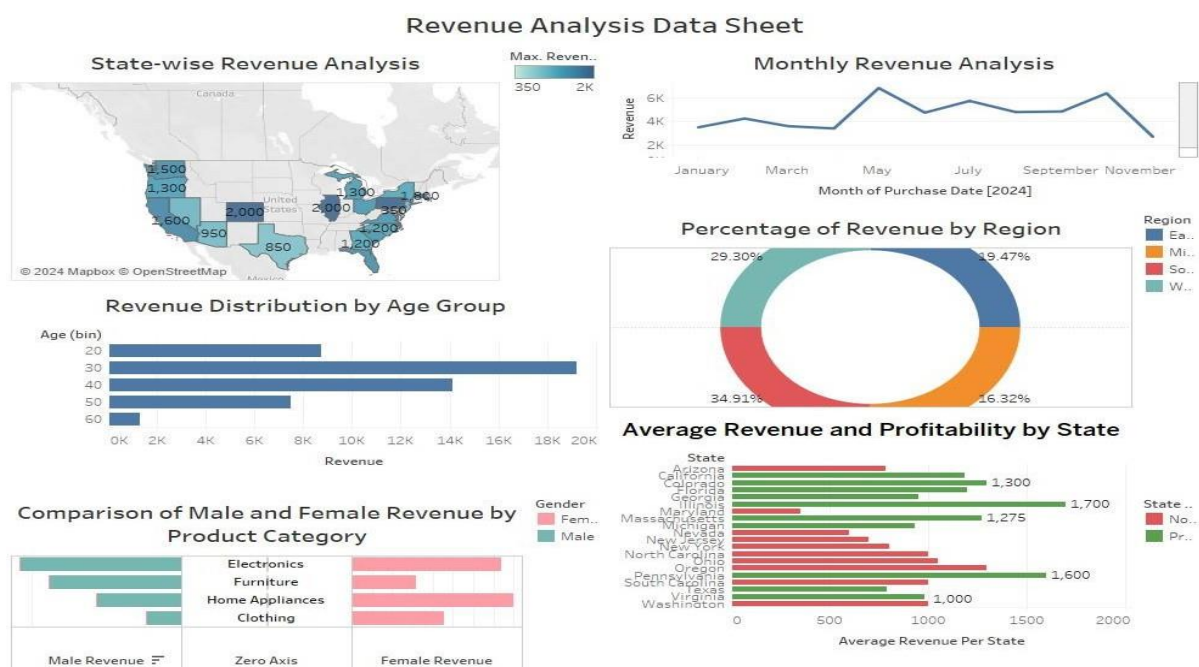 Revenue Analysis Data Sheet
State-wise Revenue Analysis
Max. Reven..
350 2K
Canada
United
States
Mexico
1,500
1,300
1,600
950
2,000
850
2,000
1,300
1,800
350
1,200
1,200
© 2024 Mapbox © OpenStreetMap
Monthly Revenue Analysis
Revenue
6K
4K
2K
January March May July September November
Month of Purchase Date [2024]
Revenue Distribution by Age Group
Age (bin)
20
30
40
50
60
0K 2K 4K 6K 8K 10K 12K 14K 16K 18K 20K
Revenue
Percentage of Revenue by Region
29.30% 19.47%
34.91% 16.32%
Region
Ea..
Mi..
So..
W..
Comparison of Male and Female Revenue by
Product Category
Gender
Fem..
Male
Electronics
Furniture
Home Appliances
Clothing
Male Revenue Zero Axis Female Revenue
Average Revenue and Profitability by State
State
Arizona
California
Colorado 1,300
Florida
Georgia
Illinois 1,700
Maryland
Massachusetts 1,275
Michigan
Nevada
New Jersey
New York
North Carolina
Ohio
Oregon
Pennsylvania 1,600
South Carolina
Texas
Virginia 1,000
Washington
0 500 1000 1500 2000
Average Revenue Per State
State ..
No..
Pr..